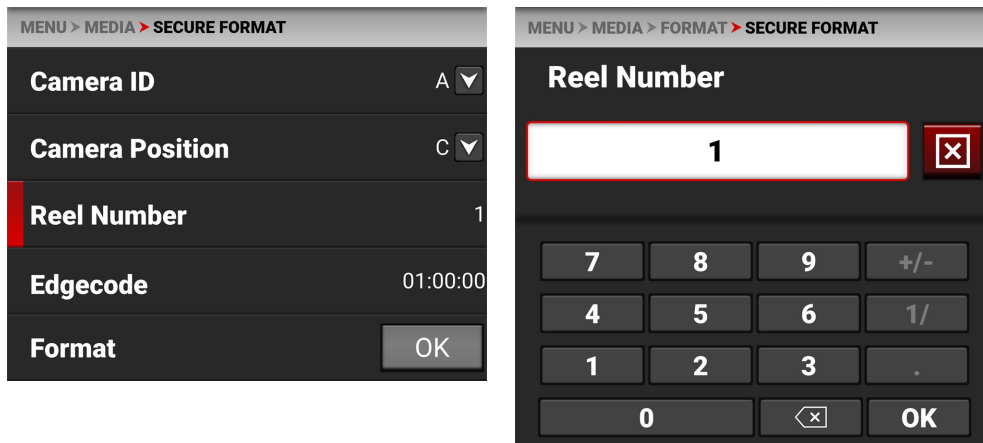 MENU > MEDIA > SECURE FORMAT
Camera ID A
Camera Position C
Reel Number 1
Edgecode 01:00:00
Format OK
MENU > MEDIA > FORMAT > SECURE FORMAT
Reel Number
1
7 8 9 +/-
4 5 6 1/
1 2 3 .
0 OK